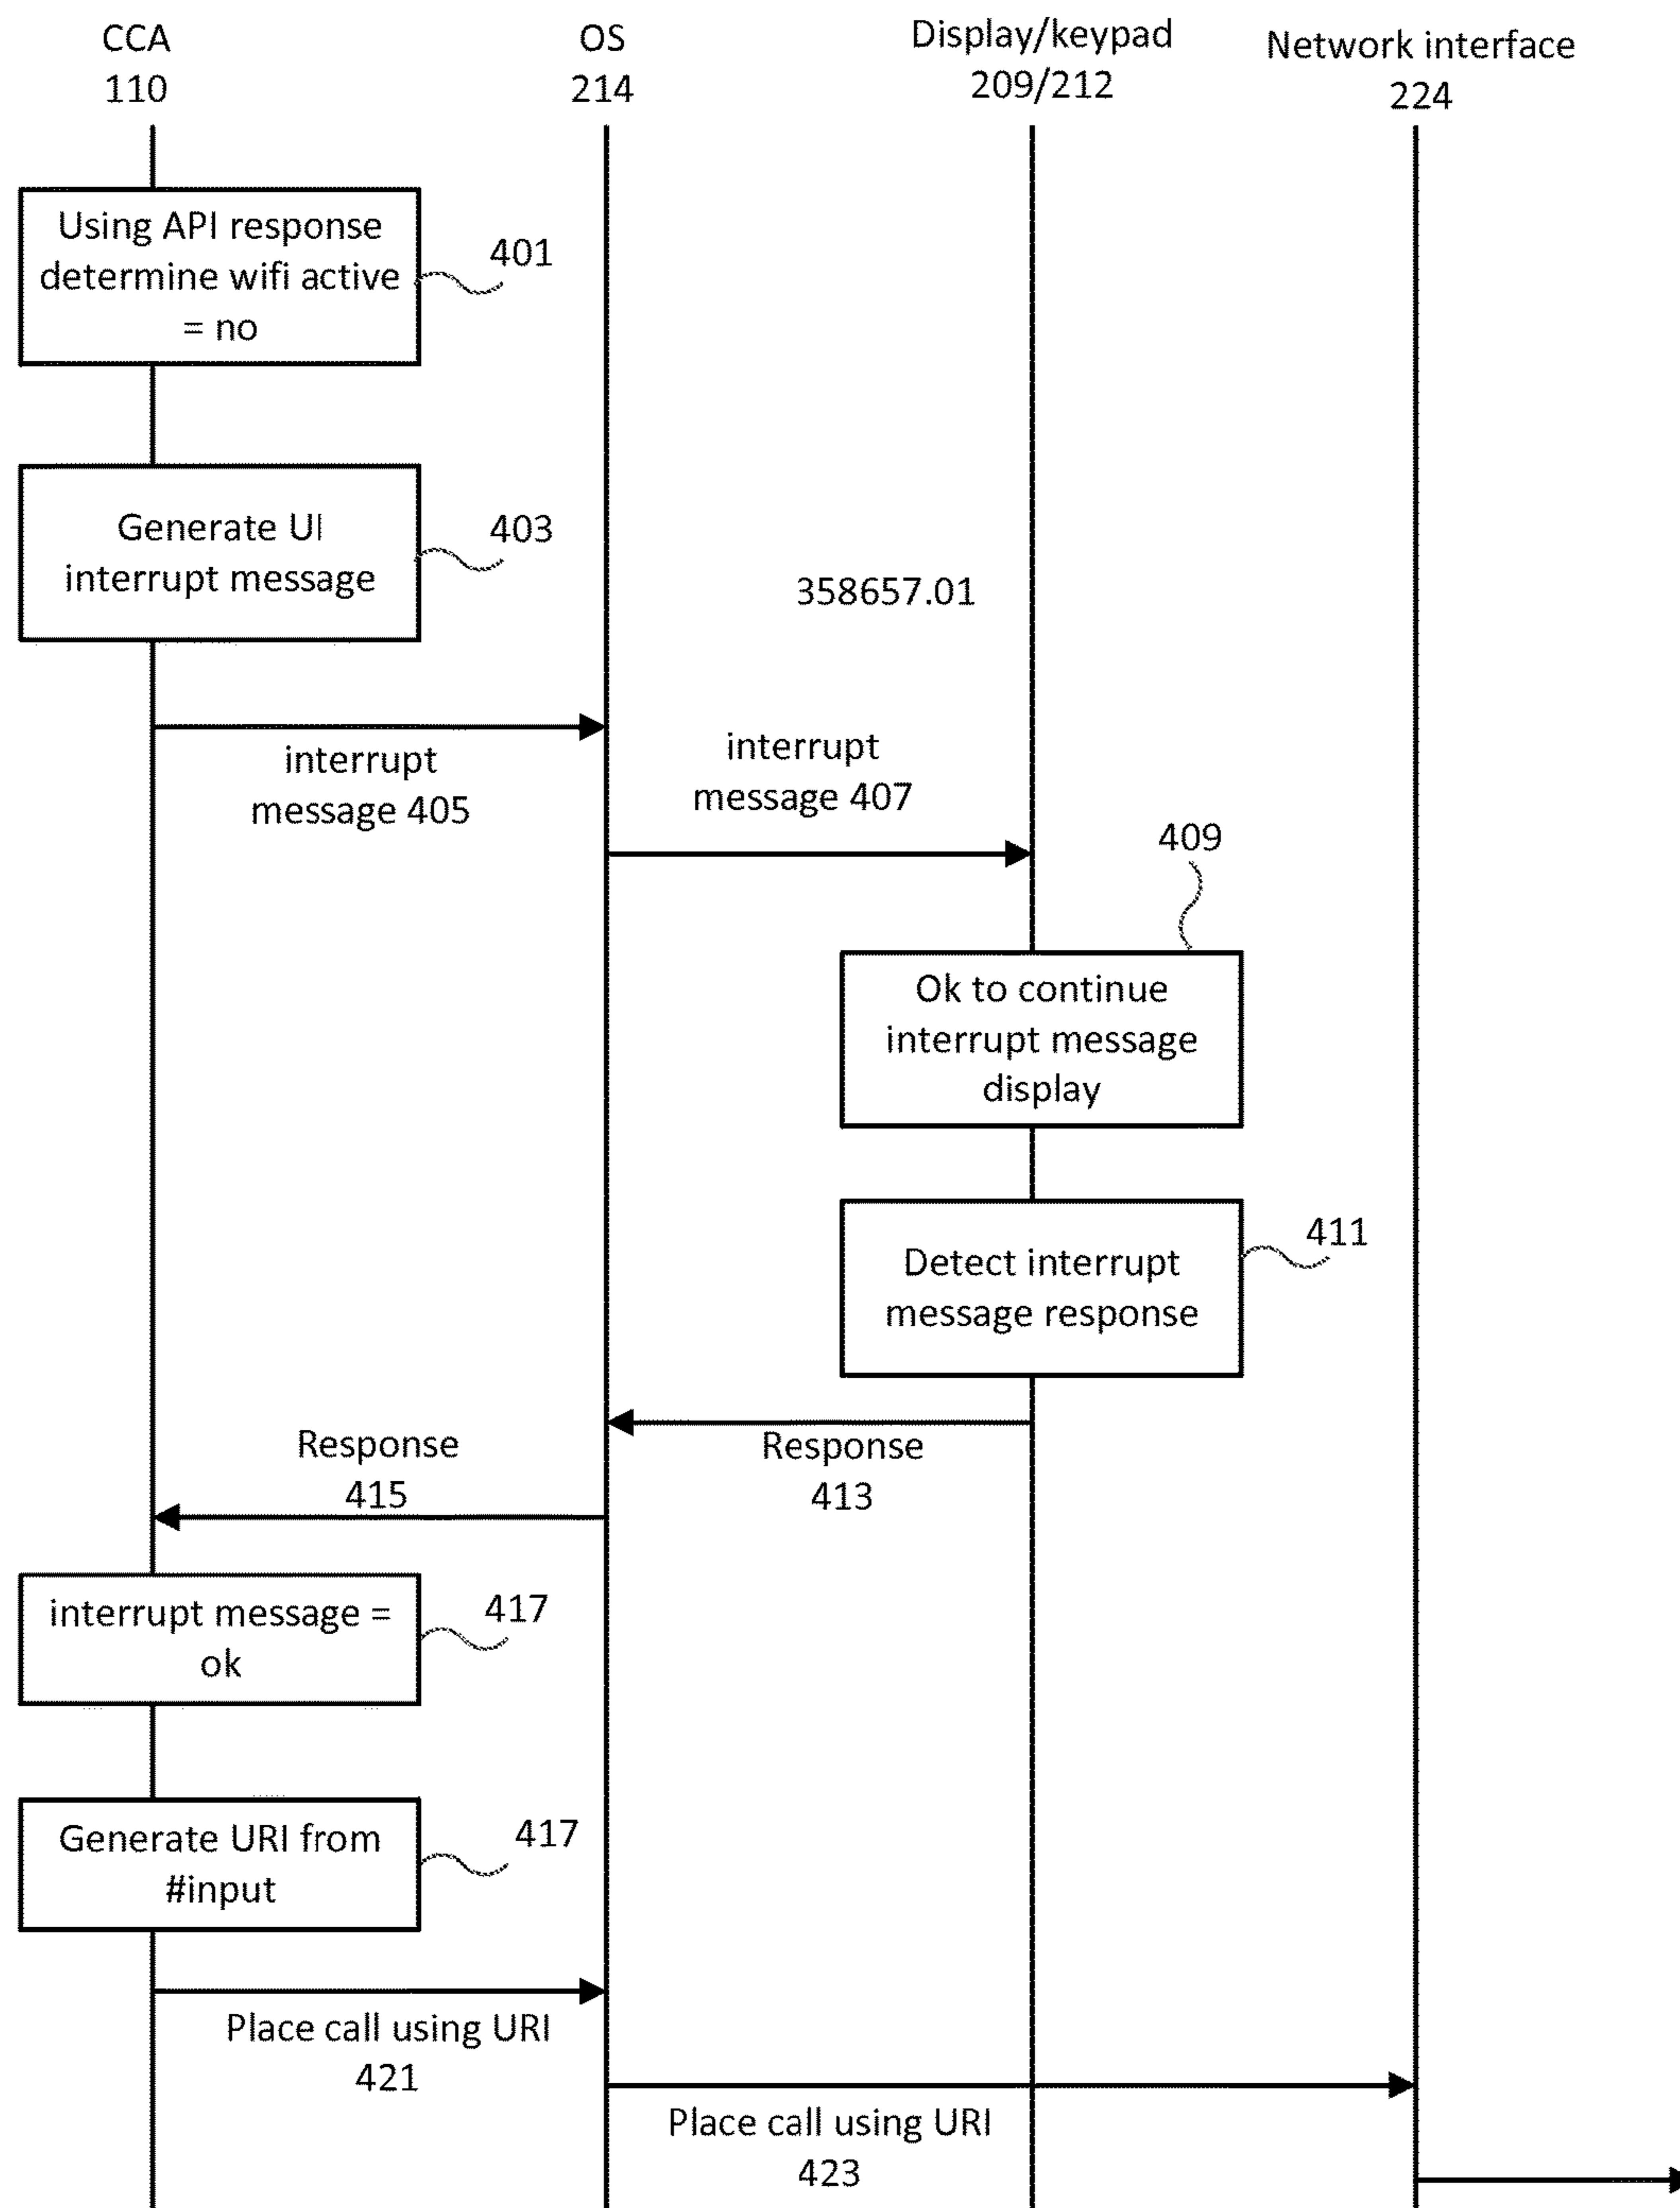 CCA
110
OS
214
Display/keypad
209/212
Network interface
224
Using API response
determine wifi active
= no
401
Generate UI
interrupt message
403
358657.01
interrupt
message 405
interrupt
message 407
409
Ok to continue
interrupt message
display
Detect interrupt
message response
411
Response
413
Response
415
interrupt message =
ok
417
Generate URI from
#input
417
Place call using URI
421
Place call using URI
423